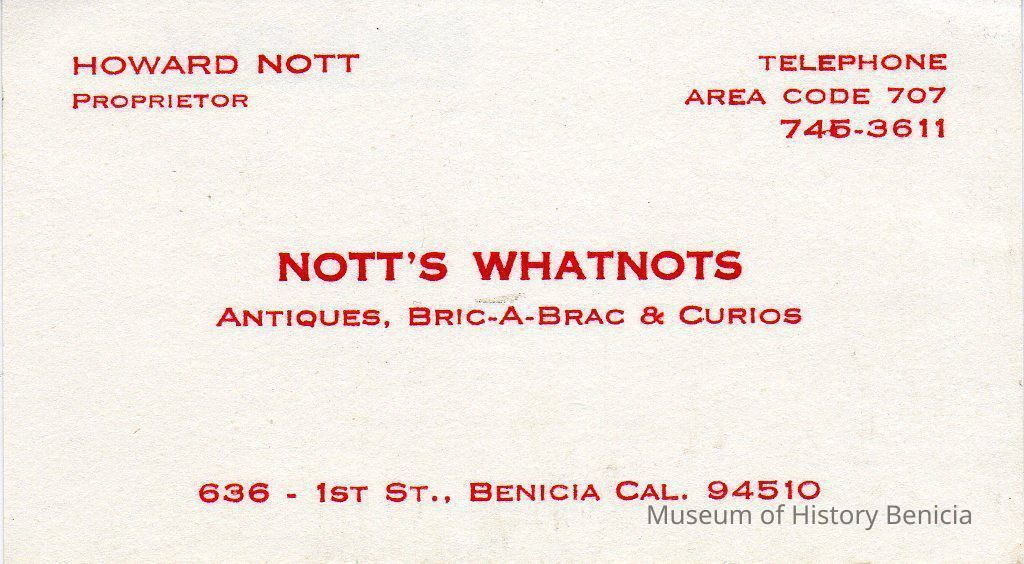 HOWARD NOTT
PROPRIETOR
TELEPHONE
AREA CODE 707
745-3611
NOTT'S WHATNOTS
ANTIQUES, BRIC-A-BRAC & CURIOS
636 - 1ST ST., BENICIA CAL. 94510
Museum of History Benicia